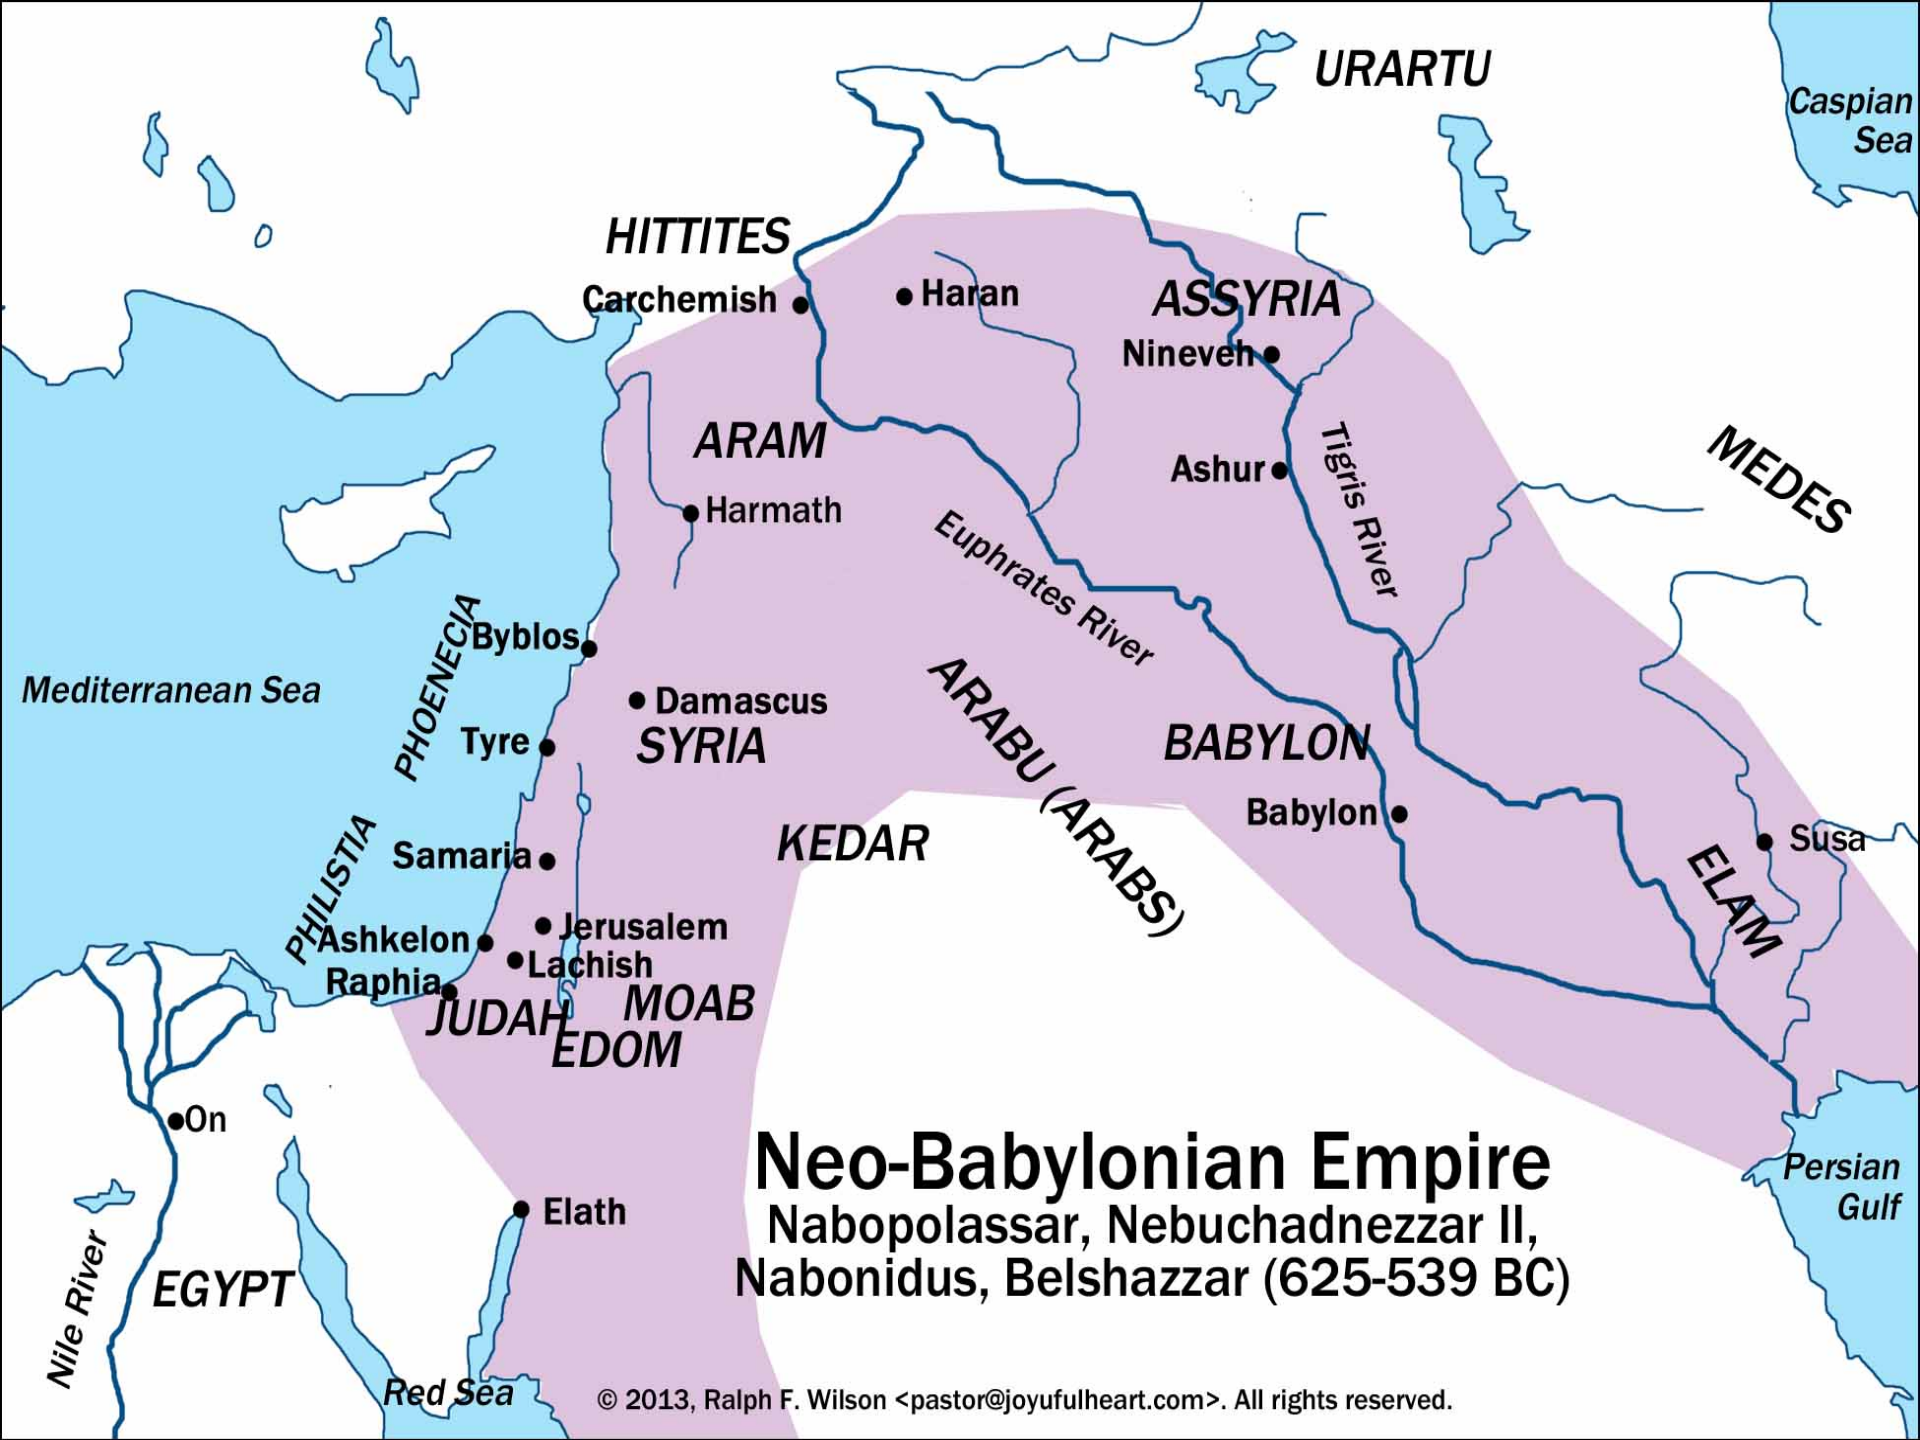 URARTU
Caspian
Sea
HITTITES
Carchemish
Haran
ASSYRIA
Nineveh
ARAM
Ashur
Tigris River
MEDES
Harmath
Euphrates River
PHOENECIA
Byblos
Mediterranean Sea
Damascus
ARABU (ARABS)
Tyre
SYRIA
BABYLON
Babylon
PHILISTIA
Samaria
KEDAR
Susa
ELAM
Jerusalem
Ashkelon
Lachish
Raphia
JUDAH
MOAB
EDOM
On
Neo-Babylonian Empire
Nabopolassar, Nebuchadnezzar II,
Nabonidus, Belshazzar (625-539 BC)
Persian
Gulf
Elath
Nile River
EGYPT
Red Sea
© 2013, Ralph F. Wilson <pastor@joyufulheart.com>. All rights reserved.